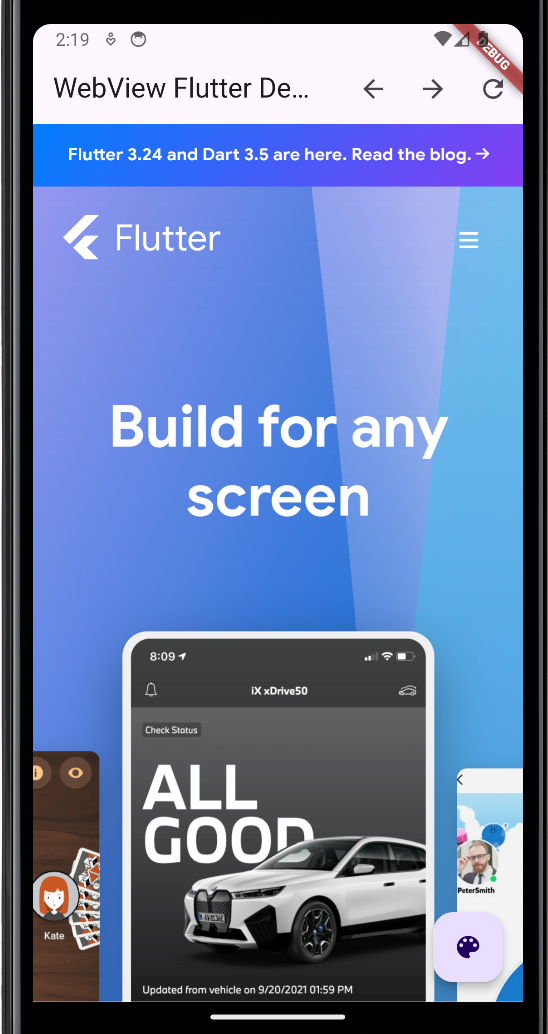 2:19
DEBUG
WebView Flutter De...
Flutter 3.24 and Dart 3.5 are here. Read the blog. →
Flutter
Build for any
screen
8:09
iX xDrive50
Check Status
ALL
GOOD
Kate
PeterSmith
Updated from vehicle on 9/20/2021 01:59 PM